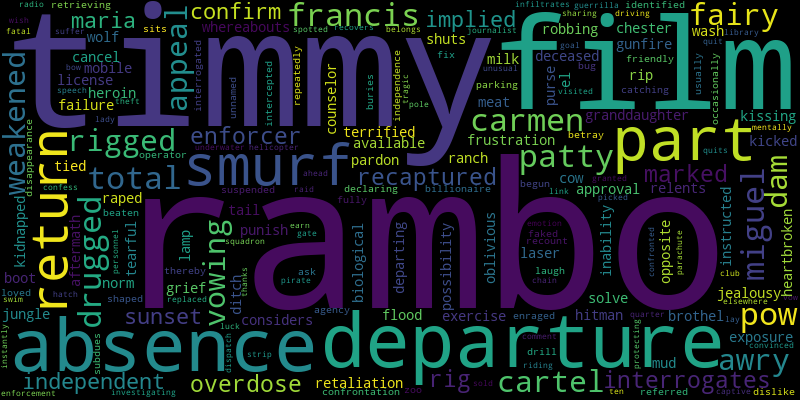 radio retrieving
wish maria francis confirm implied fairy
infiltrates guerrilla identified
sharing driving
fatal wolf sits whereabouts spotted recovers belongs journalist robbing chester wash library
timmy film
suffer appeal shuts gunfire quit
cancel fix milk deceased friendly
bow mobile license heroin failure
interrogated unnamed repeatedly intercepted counselor buries tragic independence pole
goal unusual bug usually occasionally
purse el rip catching
speech theft parking visited
meat granddaughter kissing
lady terrified carmen part
weakened disappearance rigged enforcer available frustration betray kicked mentally
operator underwater helicopter pardon ranch patty quits
tied total smurf recaptured cow approval marked relents dam
suspended raid ahead declaring billionaire begun link granted picked
return kidnapped confess raped fully
drugged beaten tail earn gate emotion
rambo
punish squadron faked recount
aftermath personnel tearful lamp vowing biological departing possibility oblivious laser inability confronted parachute opposite instructed miguel heartbroken
boot norm thereby ditch ask pirate laugh chain solve
loved swim hatch shaped grief replaced agency enraged quarter club jealousy elsewhere
jungle sunset considers flood exercise hitman brothel lay pow
luck thanks
instantly absence departure comment exposure convinced
subdues dispatch strip drill riding protecting mud awry
independent overdose retaliation rig cartel interrogates
confrontation zoo sold ten referred captive dislike
enforcement investigating